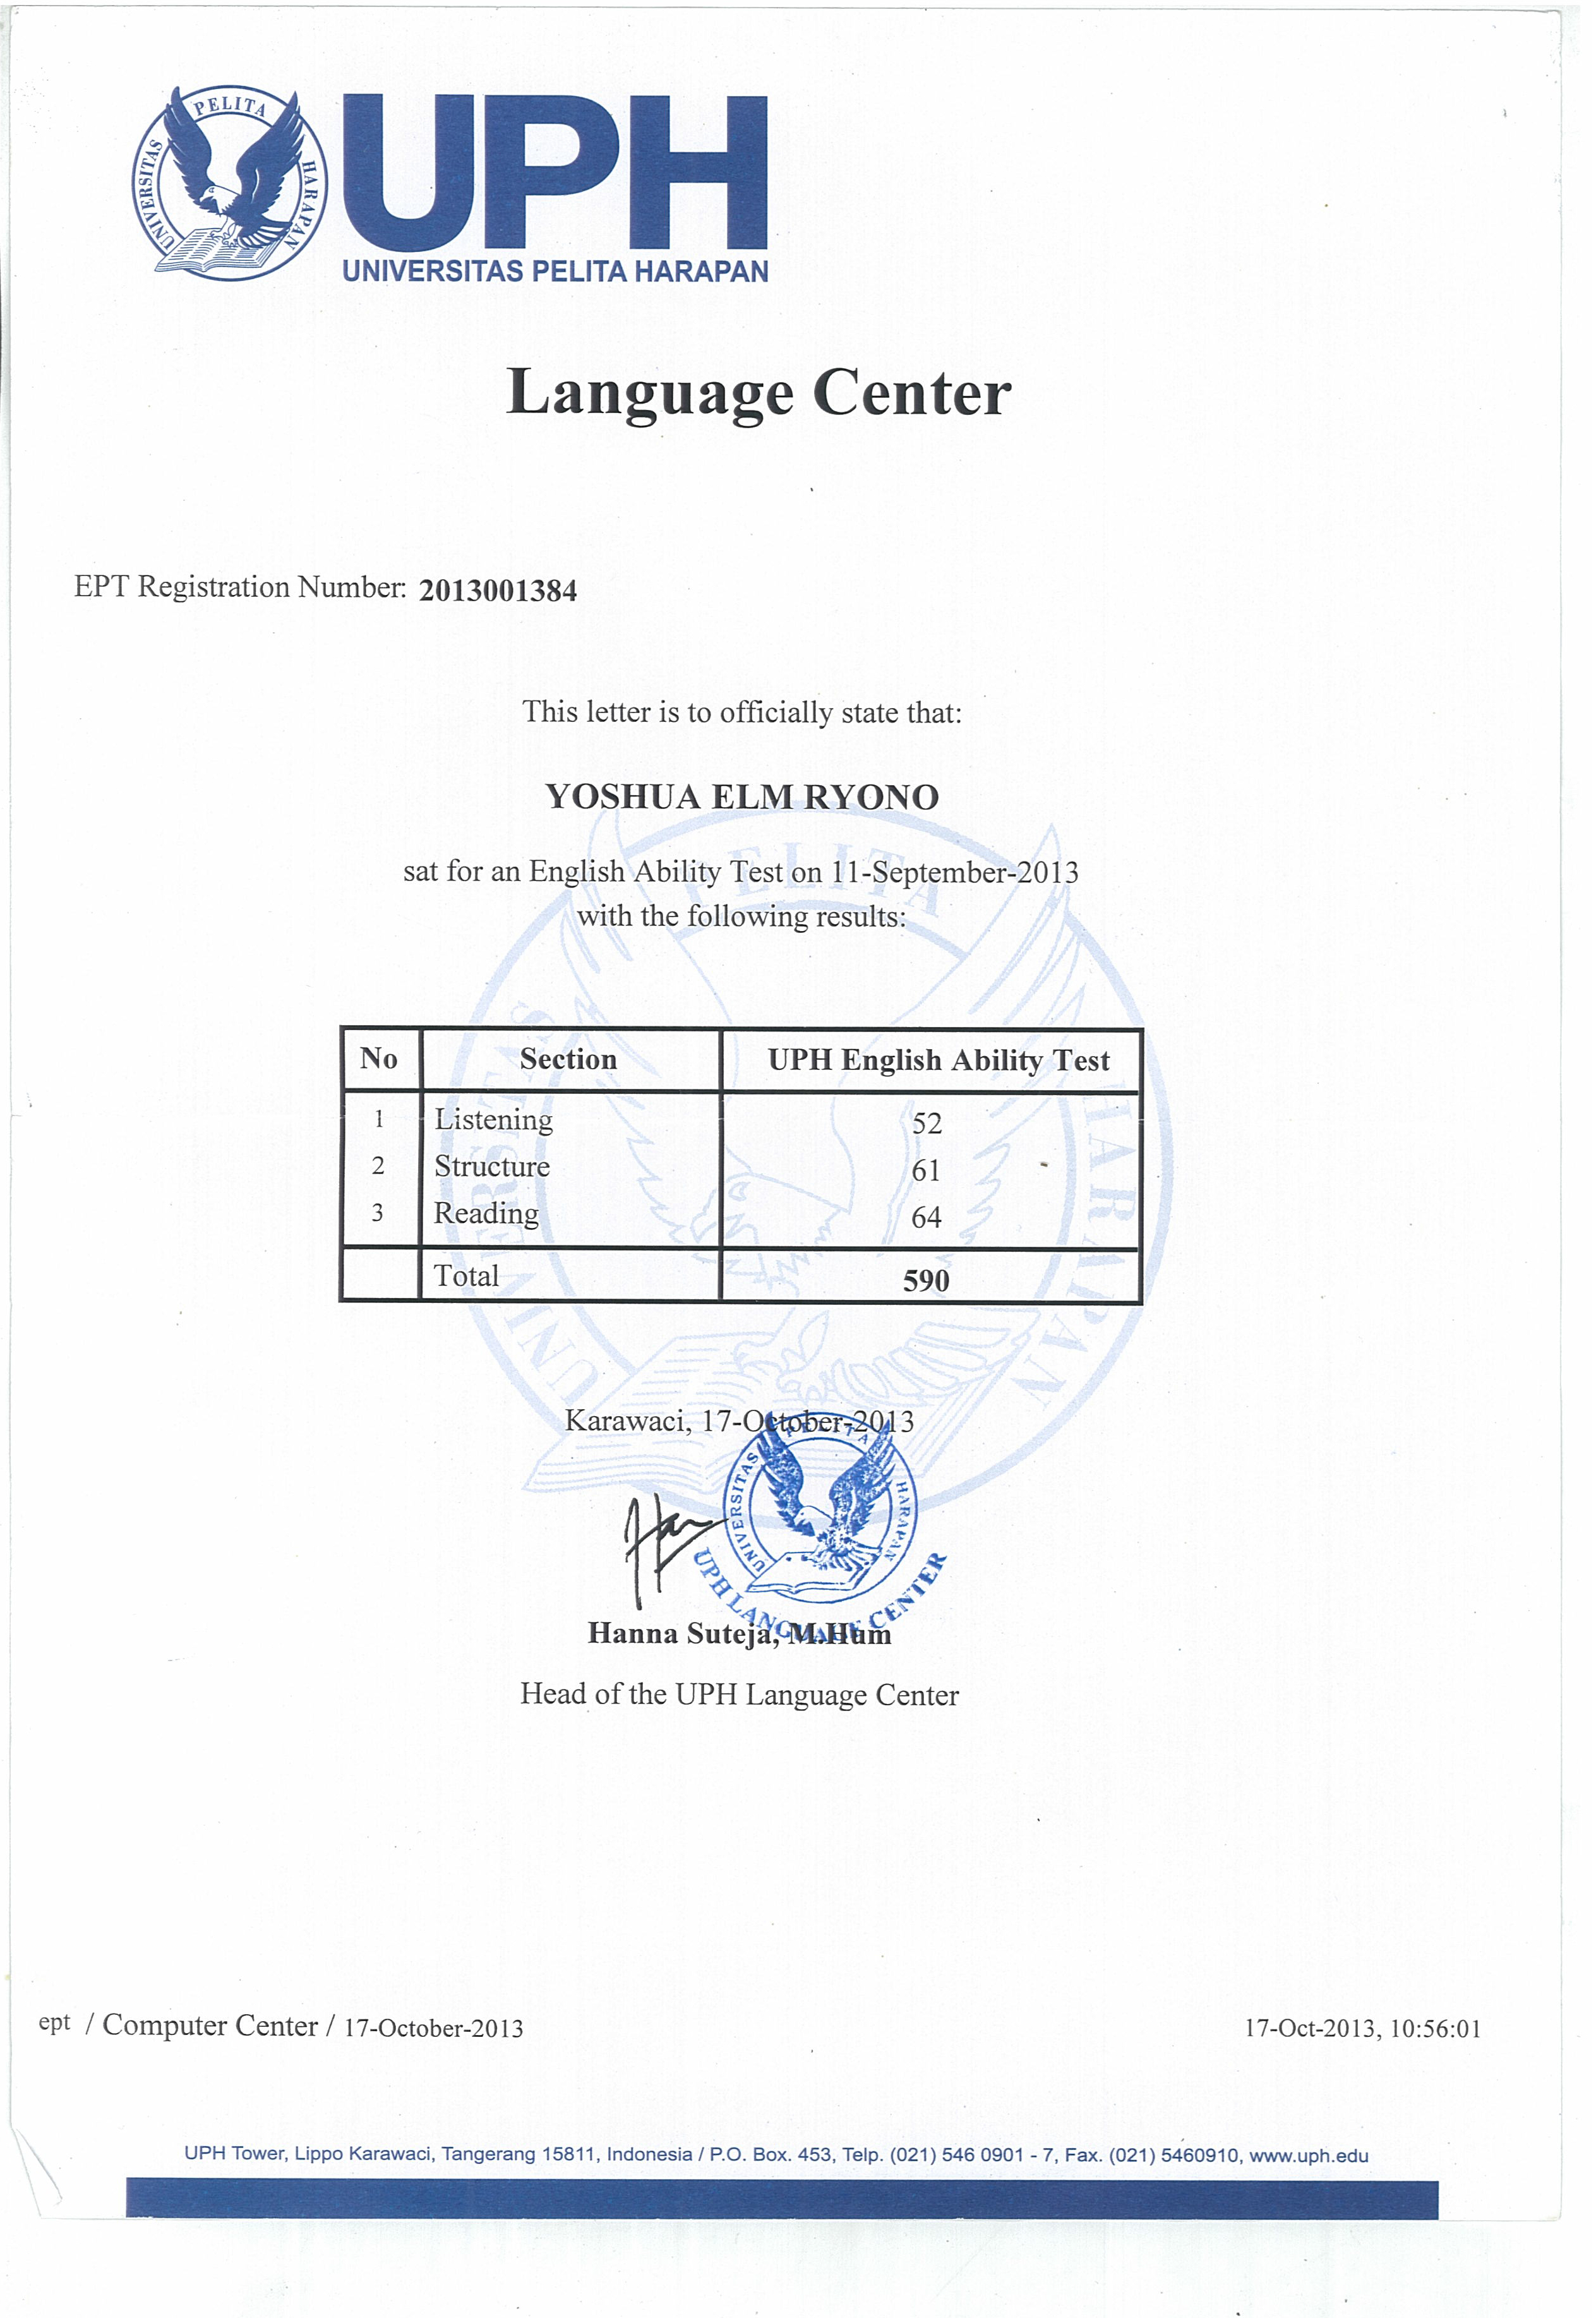 UNIVERSITAS PELITA HARAPAN
UPH
UNIVERSITAS PELITA HARAPAN
Language Center
EPT Registration Number: 2013001384
This letter is to officially state that:
YOSHUA ELM RYONO
sat for an English Ability Test on 11-September-2013
with the following results:
No Section UPH English Ability Test
1 Listening 52
2 Structure 61
3 Reading 64
Total 590
UNIVERSITAS PELITA HARAPAN
Karawaci, 17-October-2013
UNIVERSITAS PELITA HARAPAN
UPH LANGUAGE CENTER
Hanna Suteja, M.Hum
Head of the UPH Language Center
ept / Computer Center / 17-October-2013
17-Oct-2013, 10:56:01
UPH Tower, Lippo Karawaci, Tangerang 15811, Indonesia / P.O. Box. 453, Telp. (021) 546 0901 - 7, Fax. (021) 5460910, www.uph.edu